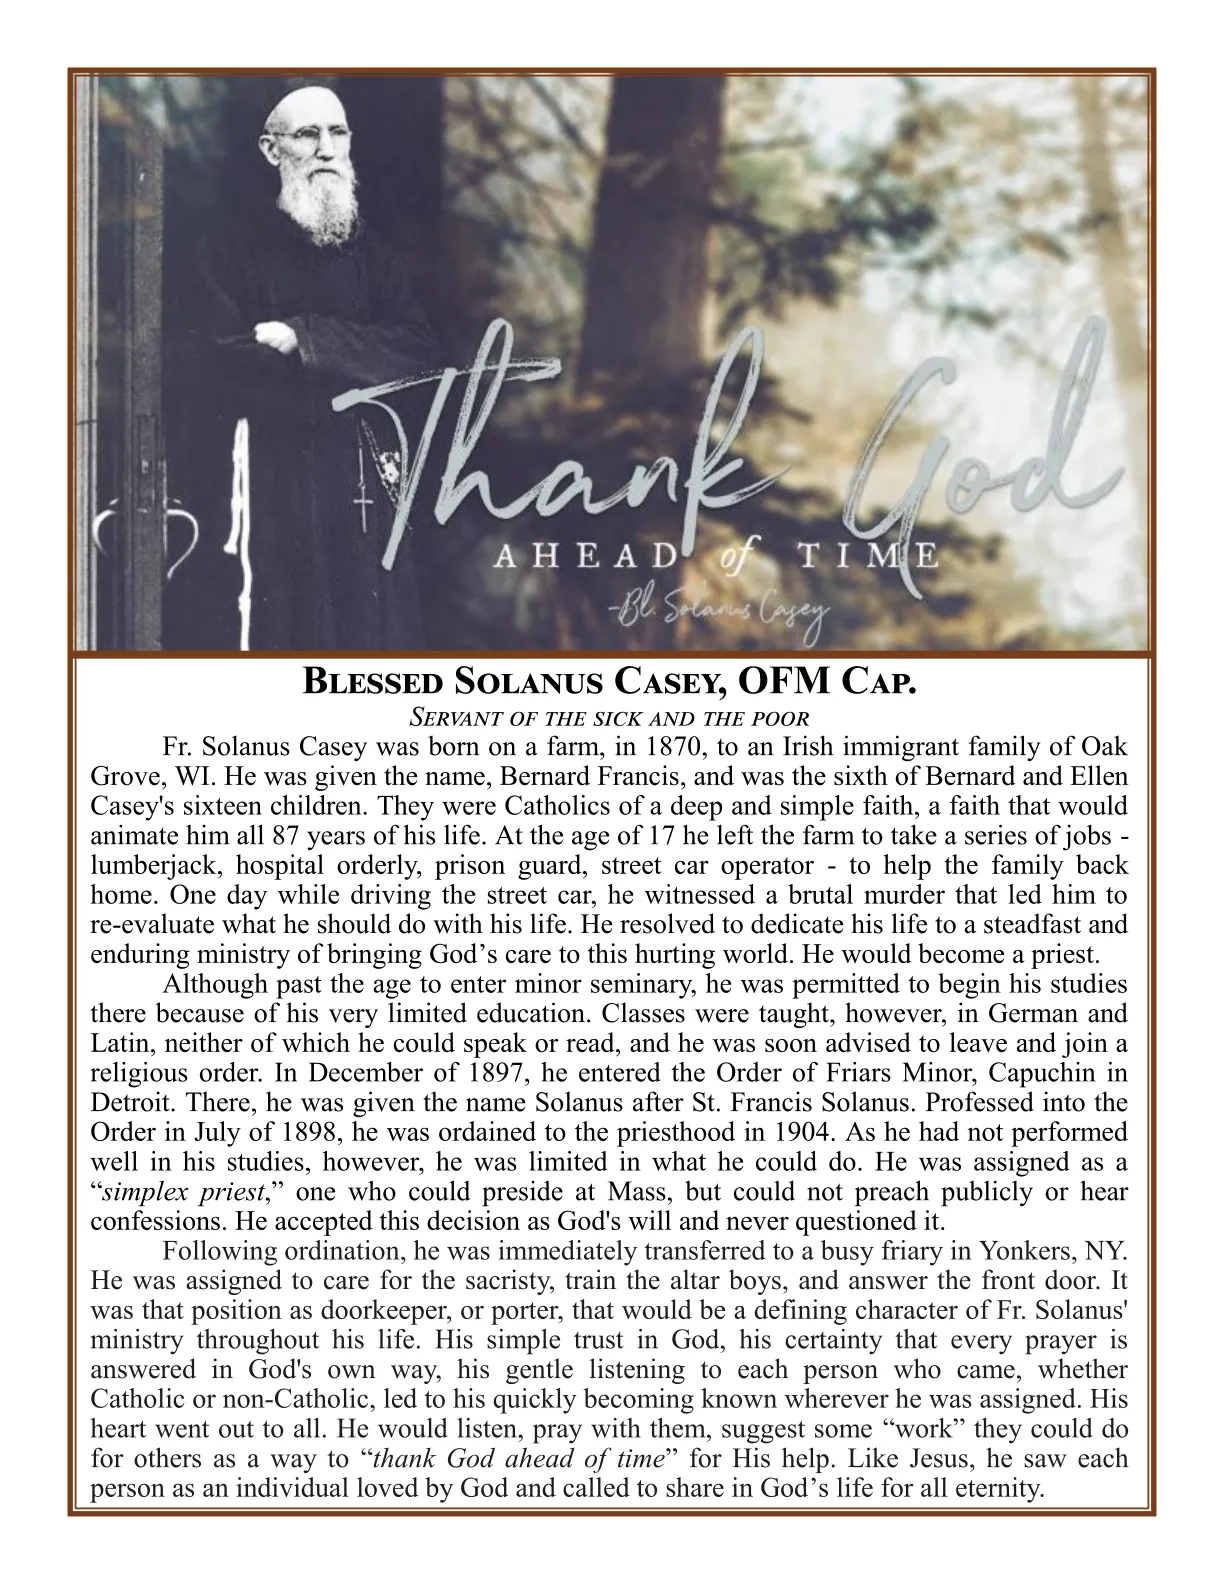 Thank God
AHEAD of TIME
-Bl. Solanus Casey
BLESSED SOLANUS CASEY, OFM CAP.
SERVANT OF THE SICK AND THE POOR
Fr. Solanus Casey was born on a farm, in 1870, to an Irish immigrant family of Oak
Grove, WI. He was given the name, Bernard Francis, and was the sixth of Bernard and Ellen
Casey's sixteen children. They were Catholics of a deep and simple faith, a faith that would
animate him all 87 years of his life. At the age of 17 he left the farm to take a series of jobs -
lumberjack, hospital orderly, prison guard, street car operator - to help the family back
home. One day while driving the street car, he witnessed a brutal murder that led him to
re-evaluate what he should do with his life. He resolved to dedicate his life to a steadfast and
enduring ministry of bringing God’s care to this hurting world. He would become a priest.
Although past the age to enter minor seminary, he was permitted to begin his studies
there because of his very limited education. Classes were taught, however, in German and
Latin, neither of which he could speak or read, and he was soon advised to leave and join a
religious order. In December of 1897, he entered the Order of Friars Minor, Capuchin in
Detroit. There, he was given the name Solanus after St. Francis Solanus. Professed into the
Order in July of 1898, he was ordained to the priesthood in 1904. As he had not performed
well in his studies, however, he was limited in what he could do. He was assigned as a
“simplex priest,” one who could preside at Mass, but could not preach publicly or hear
confessions. He accepted this decision as God's will and never questioned it.
Following ordination, he was immediately transferred to a busy friary in Yonkers, NY.
He was assigned to care for the sacristy, train the altar boys, and answer the front door. It
was that position as doorkeeper, or porter, that would be a defining character of Fr. Solanus'
ministry throughout his life. His simple trust in God, his certainty that every prayer is
answered in God's own way, his gentle listening to each person who came, whether
Catholic or non-Catholic, led to his quickly becoming known wherever he was assigned. His
heart went out to all. He would listen, pray with them, suggest some “work” they could do
for others as a way to “thank God ahead of time” for His help. Like Jesus, he saw each
person as an individual loved by God and called to share in God’s life for all eternity.